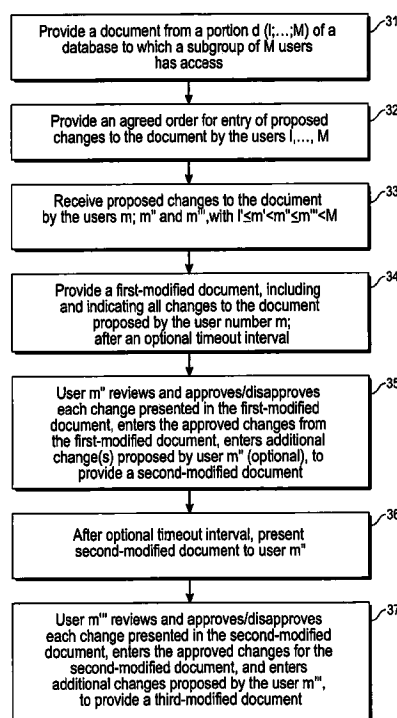 31
Provide a document from a portion d (l;...;M) of a
database to which a subgroup of M users
has access
32
Provide an agreed order for entry of proposed
changes to the document by the users l,..., M
33
Receive proposed changes to the document
by the users m; m" and m"',with l'≤m'<m"≤m"'<M
34
Provide a first-modified document, including
and indicating all changes to the document
proposed by the user number m;
after an optional timeout interval
35
User m" reviews and approves/disapproves
each change presented in the first-modified
document, enters the approved changes from
the first-modified document, enters additional
change(s) proposed by user m" (optional), to
provide a second-modified document
36
After optional timeout interval, present
second-modified document to user m"
37
User m"' reviews and approves/disapproves
each change presented in the second-modified
document, enters the approved changes for the
second-modified document, and enters
additional changes proposed by the user m"',
to provide a third-modified document